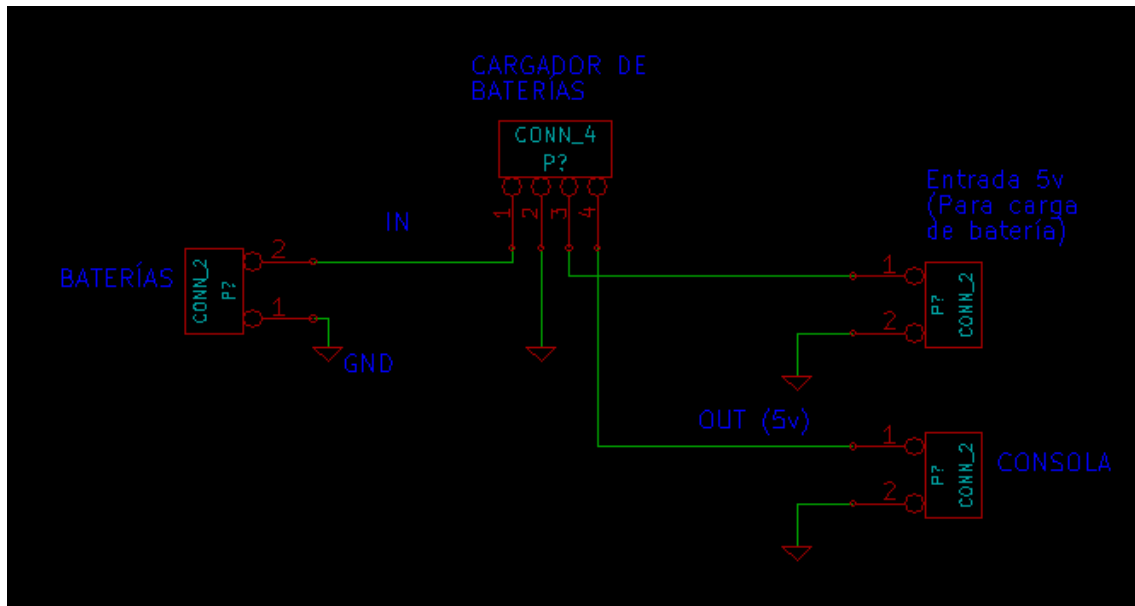 CARGADOR DE
BATERÍAS
CONN_4
P?
1
2
3
4
IN
BATERÍAS
CONN_2
P?
2
1
GND
Entrada 5v
(Para carga
de batería)
1
2
P?
CONN_2
OUT (5v)
1
2
P?
CONN_2
CONSOLA